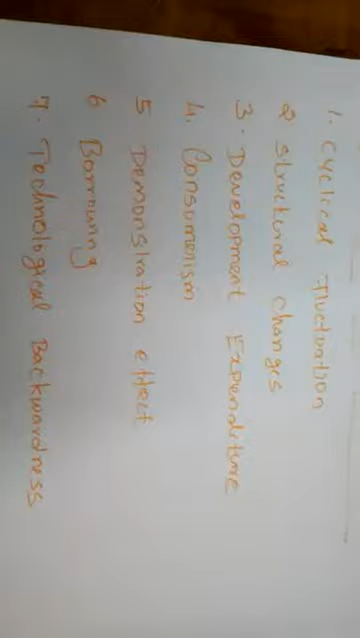 1. Cyclical Fluctuation
2 Structural changes
3. Development Expenditure
4. Consumerism
5 Demonstration effect
6 Borrowing
7. Technological Backwardness